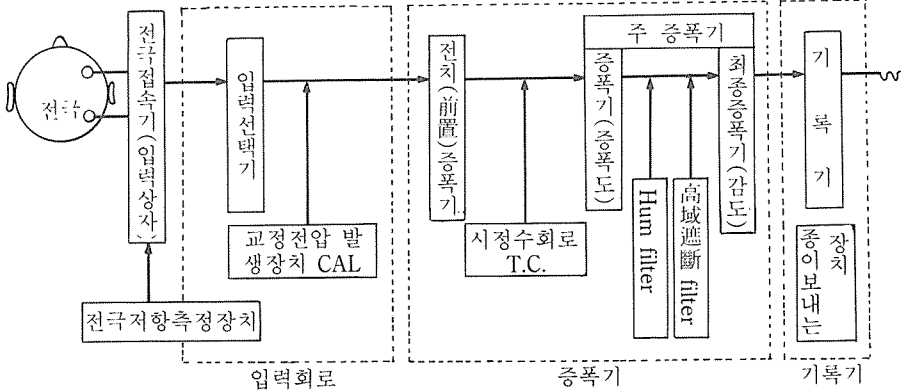 전극
전극접속기(입력상자)
전극저항측정장치
입력선택기
교정전압 발
생장치 CAL
입력회로
전치(前置)증폭기
시정수회로
T.C.
주 증폭기
증폭기(증폭도)
Hum filter
高域遮斷 filter
최종증폭기(감도)
증폭기
기록기
종이보내는
장치
기록기